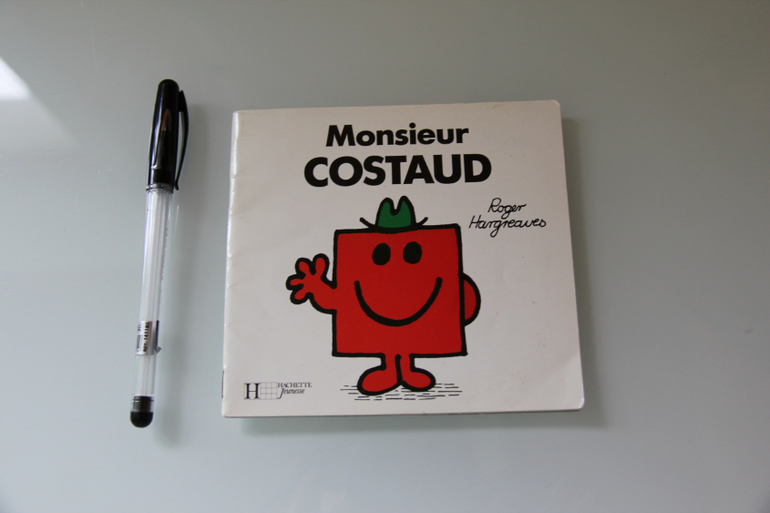 Monsieur
COSTAUD
Roger
Hargreaves
H HACHETTE
Jeunesse